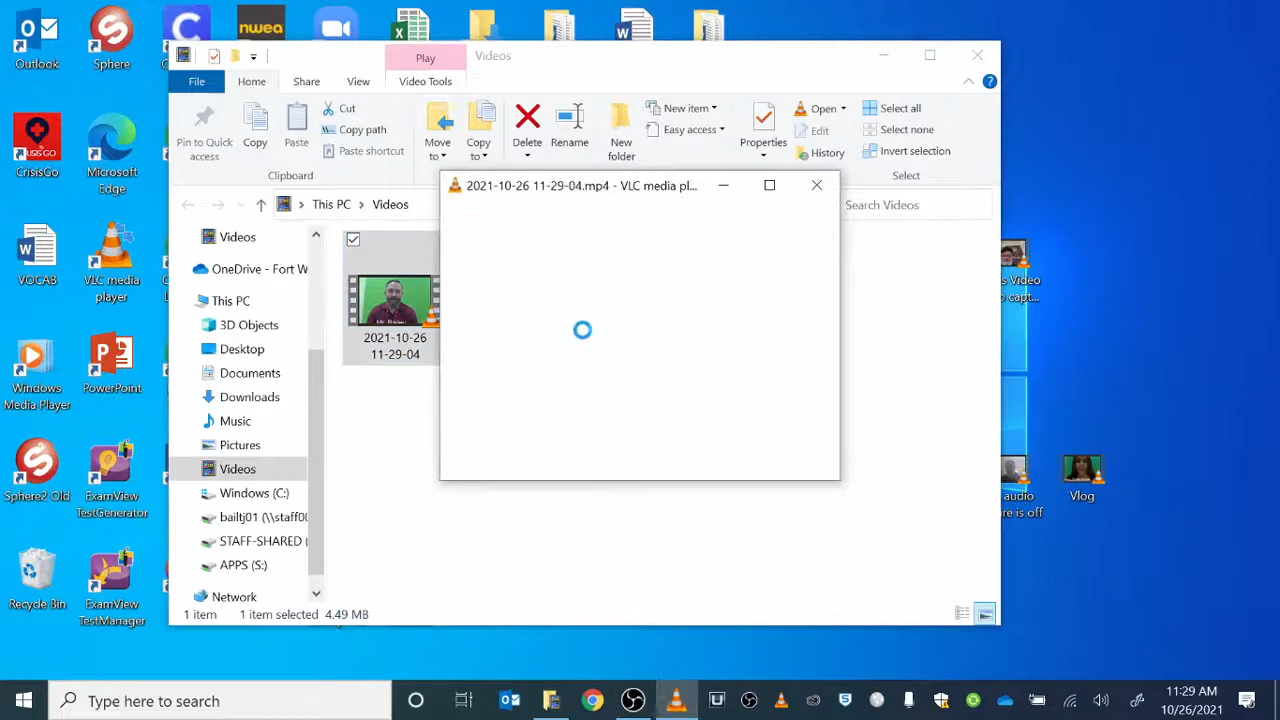 Outlook
Sphere
nwea
CrisisGo
Microsoft
Edge
VOCAB
VLC media
player
Windows
Media Player
PowerPoint
Sphere2 Old
ExamView
TestGenerator
Recycle Bin
ExamView
TestManager
Play
Videos
File
Home
Share
View
Video Tools
Pin to Quick
access
Copy
Paste
Cut
Copy path
Paste shortcut
Clipboard
Move
to
Copy
to
Delete
Rename
New
folder
New item
Easy access
Properties
Open
Edit
History
Select all
Select none
Invert selection
Select
This PC
Videos
Search Videos
Videos
OneDrive - Fort W
This PC
3D Objects
Desktop
Documents
Downloads
Music
Pictures
Videos
Windows (C:)
bailtj01 (\\staff00
STAFF-SHARED (
APPS (S:)
Network
2021-10-26
11-29-04
2021-10-26 11-29-04.mp4 - VLC media pl...
1 item
1 item selected
4.49 MB
s Video
capt...
audio
re is off
Vlog
Type here to search
11:29 AM
10/26/2021